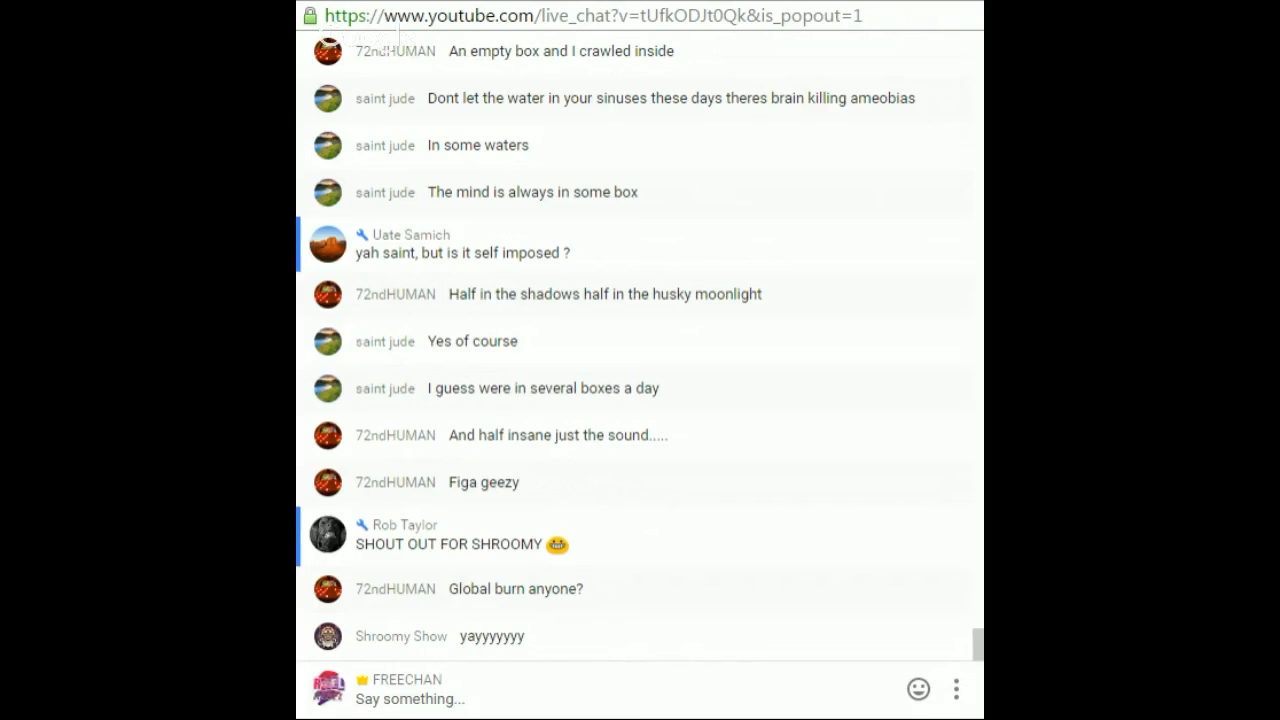 https://www.youtube.com/live_chat?v=tUfkODJt0Qk&is_popout=1
72ndHUMAN An empty box and I crawled inside
saint jude Dont let the water in your sinuses these days theres brain killing ameobias
saint jude In some waters
saint jude The mind is always in some box
Uate Samich
yah saint, but is it self imposed ?
72ndHUMAN Half in the shadows half in the husky moonlight
saint jude Yes of course
saint jude I guess were in several boxes a day
72ndHUMAN And half insane just the sound.....
72ndHUMAN Figa geezy
Rob Taylor
SHOUT OUT FOR SHROOMY 😂
72ndHUMAN Global burn anyone?
Shroomy Show yayyyyyyy
FREECHAN
Say something...